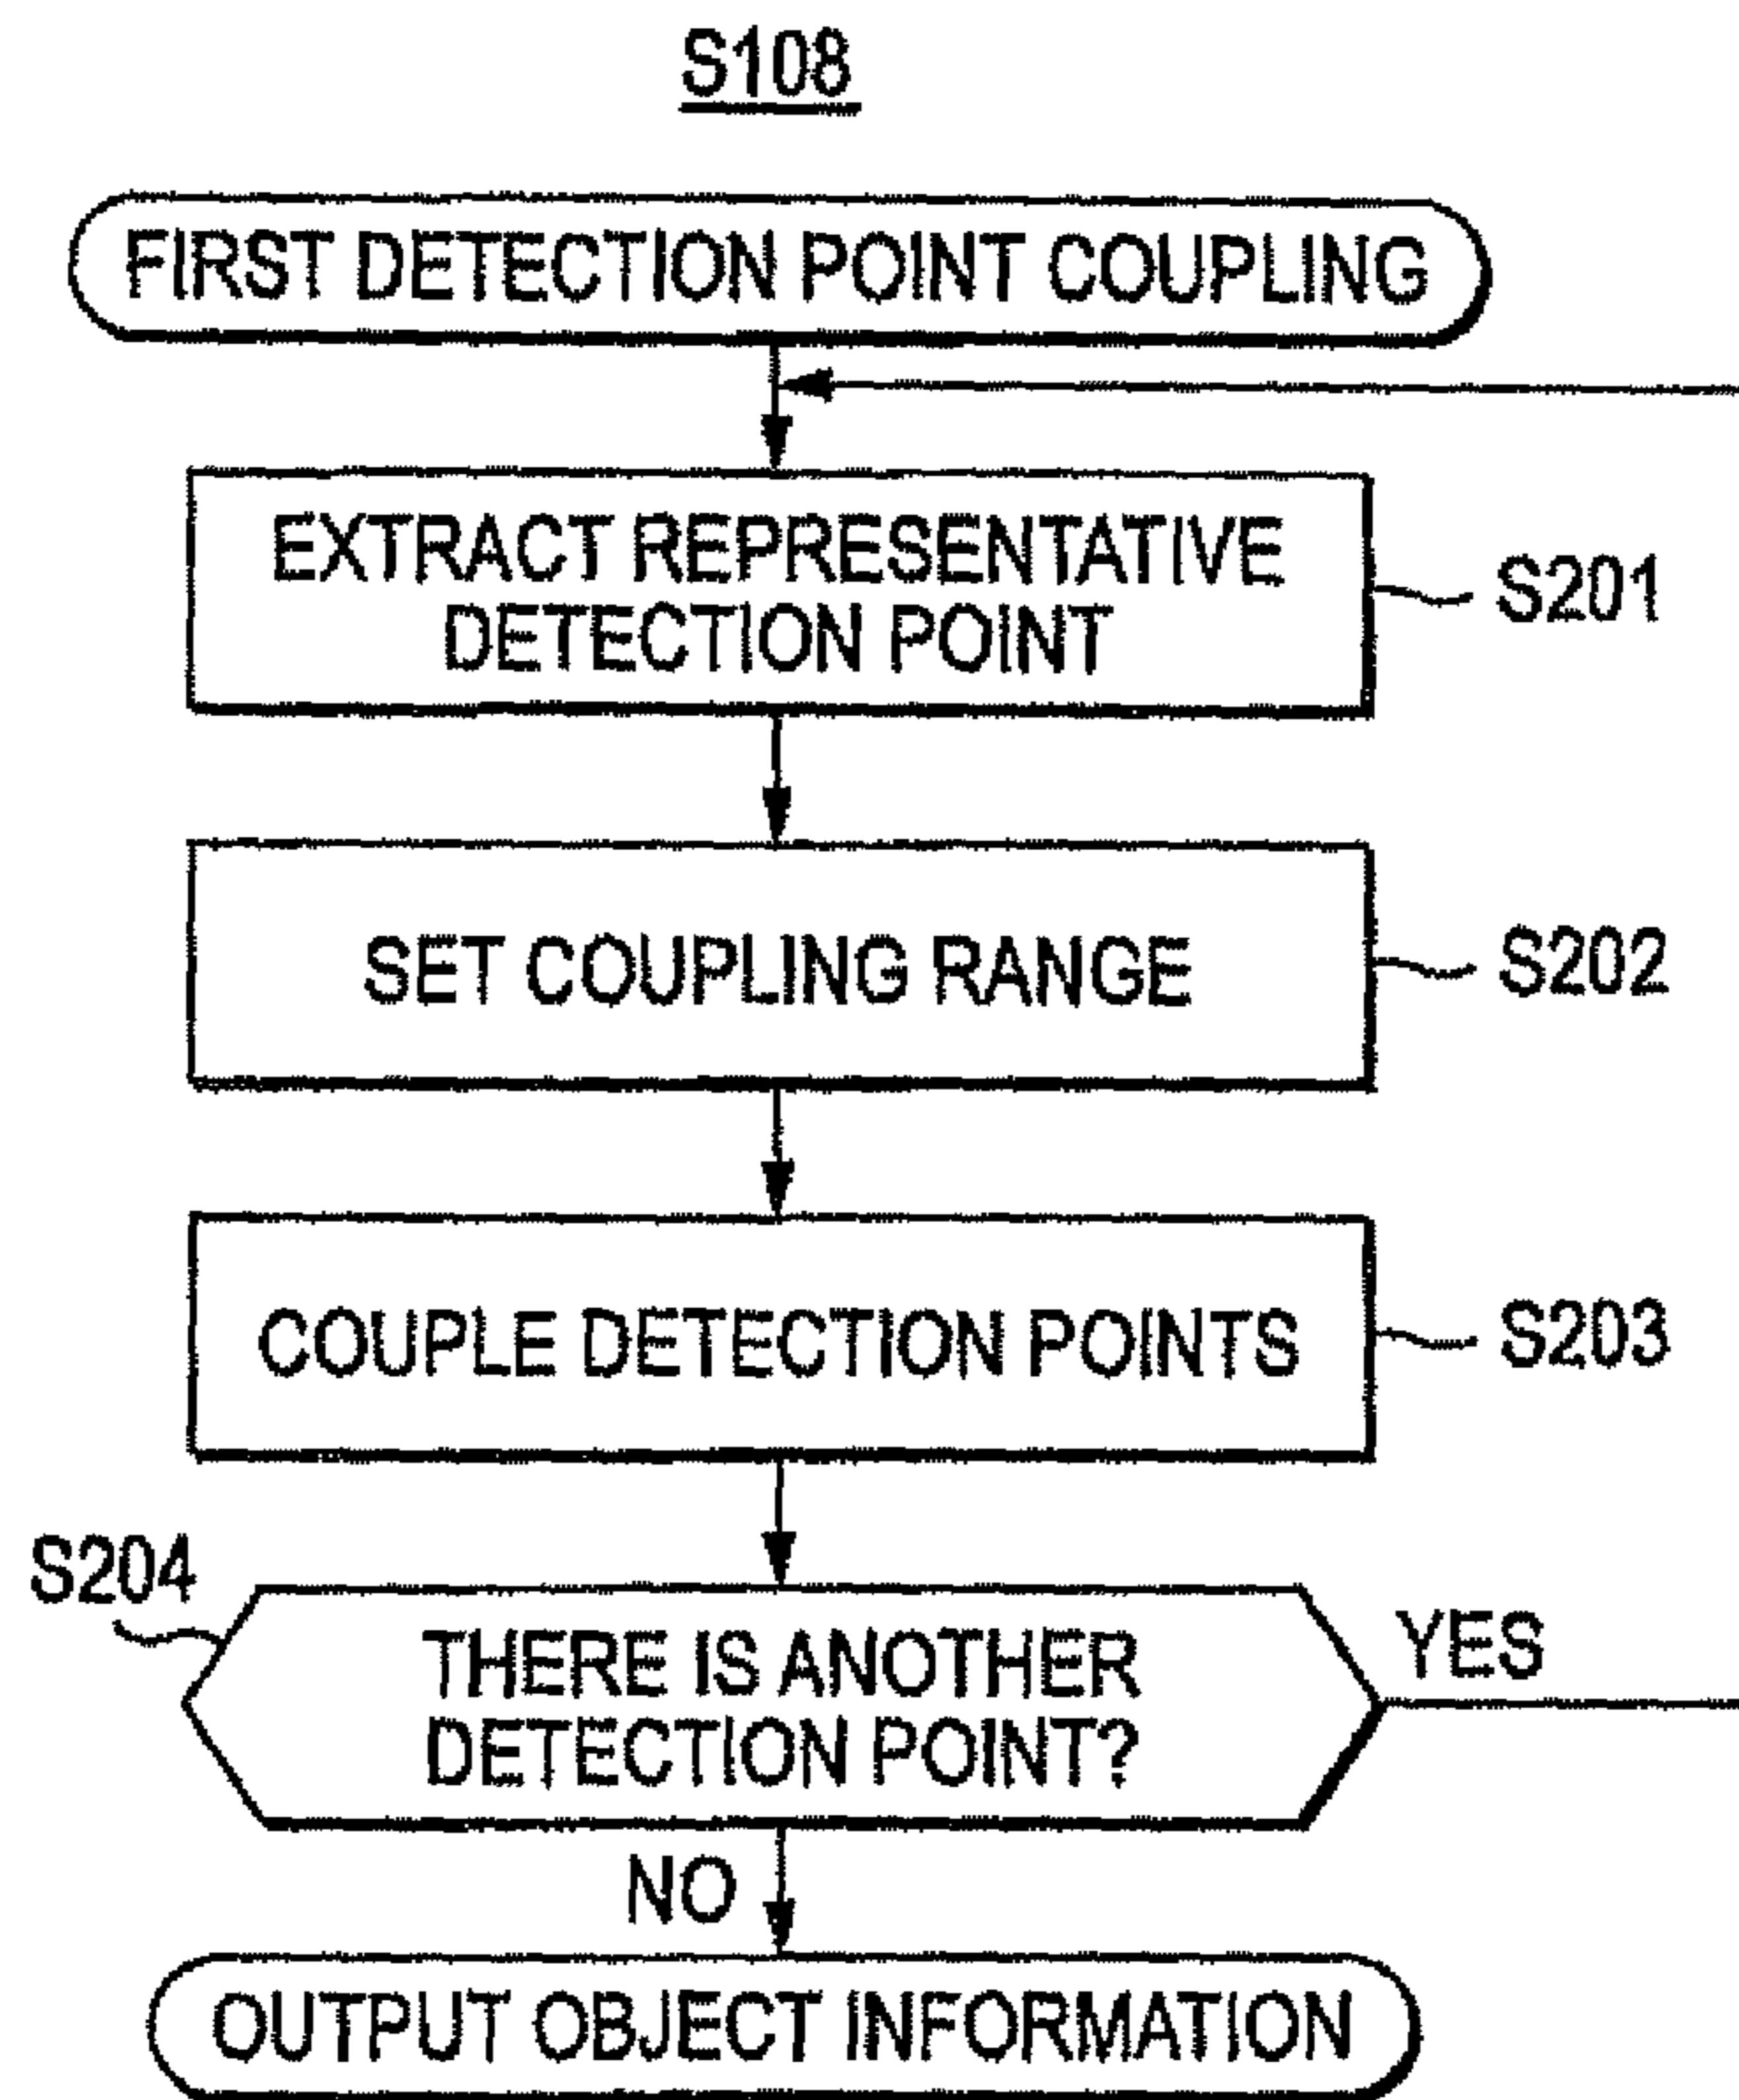 S108
FIRST DETECTION POINT COUPLING
EXTRACT REPRESENTATIVE
DETECTION POINT
S201
SET COUPLING RANGE
S202
COUPLE DETECTION POINTS
S203
S204
THERE IS ANOTHER
DETECTION POINT?
YES
NO
OUTPUT OBJECT INFORMATION